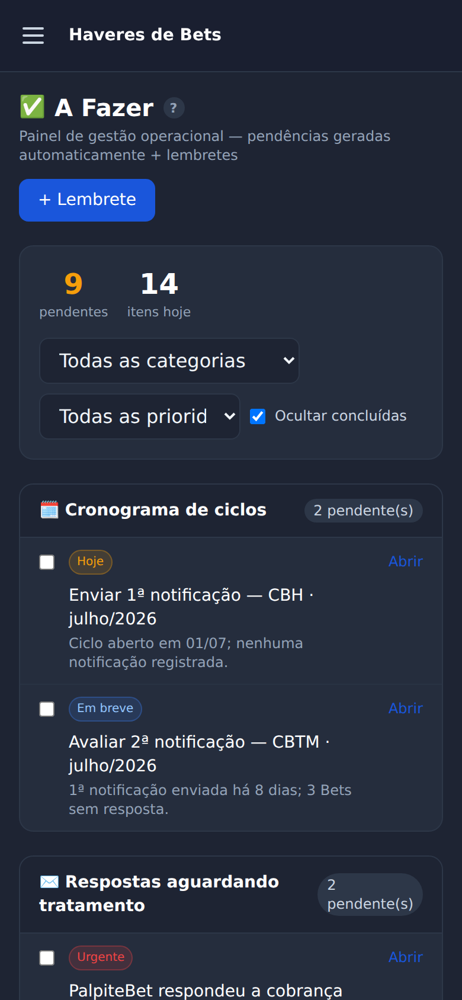 Haveres de Bets
✅ A Fazer ?
Painel de gestão operacional — pendências geradas
automaticamente + lembretes
+ Lembrete
9 14
pendentes itens hoje
Todas as categorias
Todas as priorid Ocultar concluídas
🗓️ Cronograma de ciclos 2 pendente(s)
Hoje Abrir
Enviar 1ª notificação — CBH ·
julho/2026
Ciclo aberto em 01/07; nenhuma
notificação registrada.
Em breve Abrir
Avaliar 2ª notificação — CBTM ·
julho/2026
1ª notificação enviada há 8 dias; 3 Bets
sem resposta.
✉️ Respostas aguardando
tratamento
2
pendente(s)
Urgente Abrir
PalpiteBet respondeu a cobrança